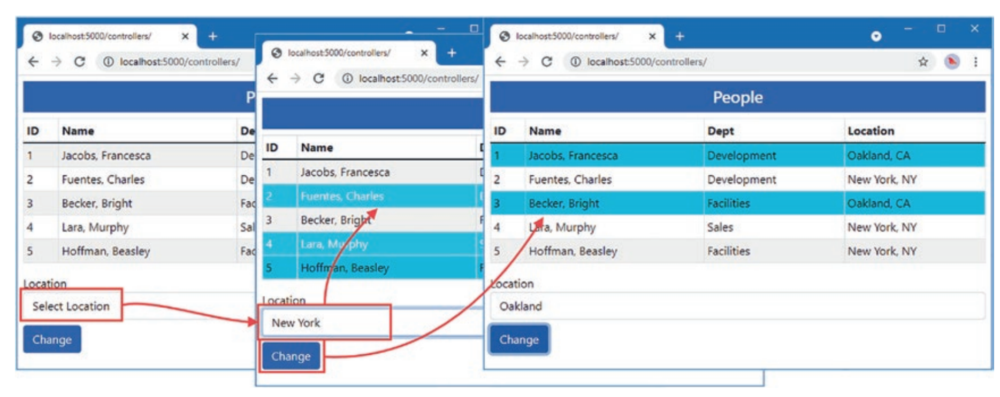 localhost:5000/controllers/
localhost:5000/controllers/
P
ID Name De
1 Jacobs, Francesca De
2 Fuentes, Charles De
3 Becker, Bright Fac
4 Lara, Murphy Sal
5 Hoffman, Beasley Fac
Location
Select Location
Change
localhost:5000/controllers/
localhost:5000/controllers/
ID Name
1 Jacobs, Francesca
2 Fuentes, Charles
3 Becker, Bright
4 Lara, Murphy
5 Hoffman, Beasley
Location
New York
Change
localhost:5000/controllers/
localhost:5000/controllers/
People
ID Name Dept Location
1 Jacobs, Francesca Development Oakland, CA
2 Fuentes, Charles Development New York, NY
3 Becker, Bright Facilities Oakland, CA
4 Lara, Murphy Sales New York, NY
5 Hoffman, Beasley Facilities New York, NY
Location
Oakland
Change